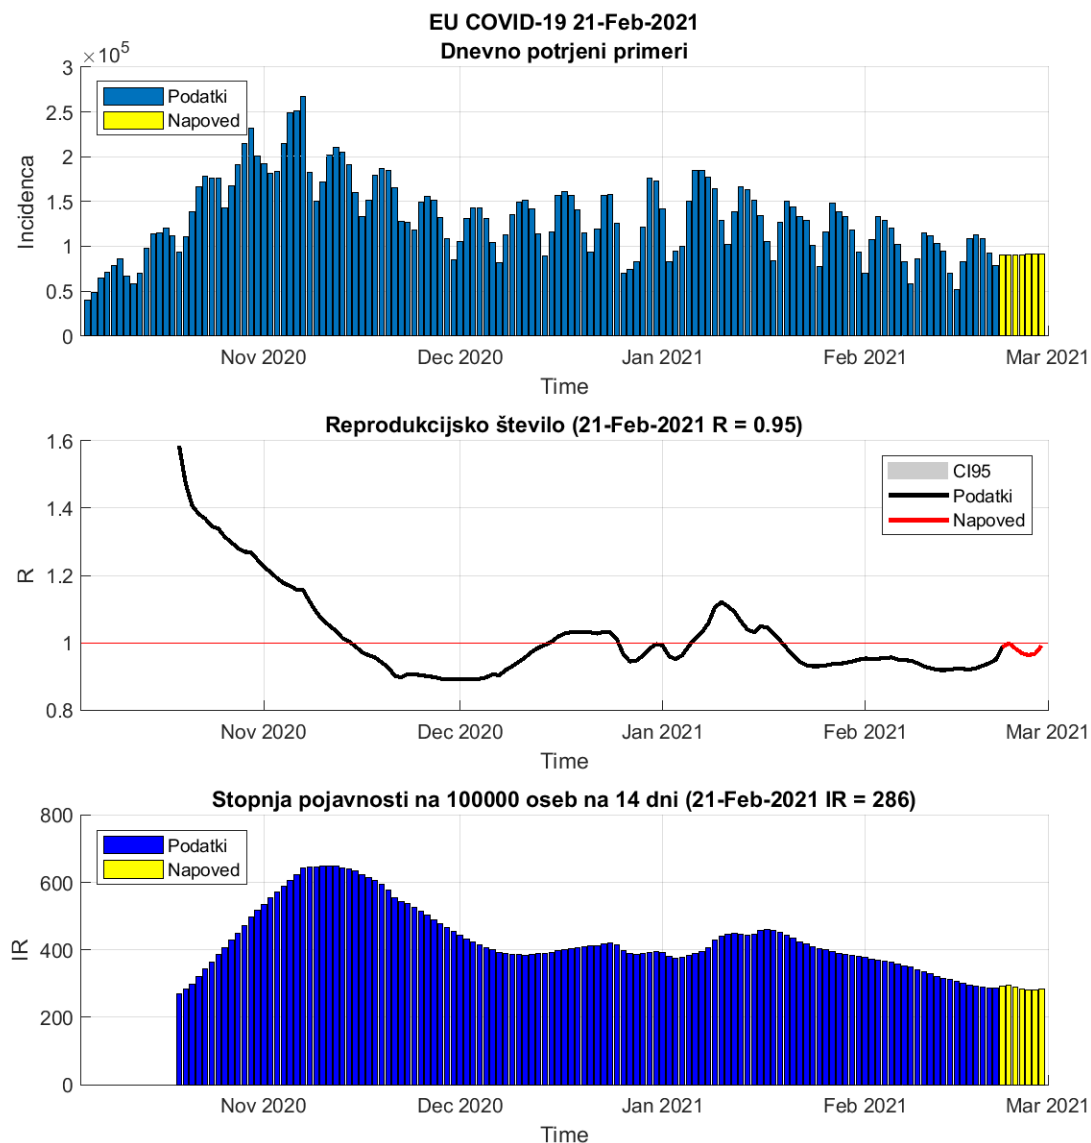 EU COVID-19 21-Feb-2021
Dnevno potrjeni primeri
×10^5
3
2.5
2
1.5
1
0.5
0
Incidenca
Podatki
Napoved
Nov 2020 Dec 2020 Jan 2021 Feb 2021 Mar 2021
Time
Reprodukcijsko število (21-Feb-2021 R = 0.95)
1.6
1.4
1.2
1
0.8
R
CI95
Podatki
Napoved
Nov 2020 Dec 2020 Jan 2021 Feb 2021 Mar 2021
Time
Stopnja pojavnosti na 100000 oseb na 14 dni (21-Feb-2021 IR = 286)
800
600
400
200
0
IR
Podatki
Napoved
Nov 2020 Dec 2020 Jan 2021 Feb 2021 Mar 2021
Time